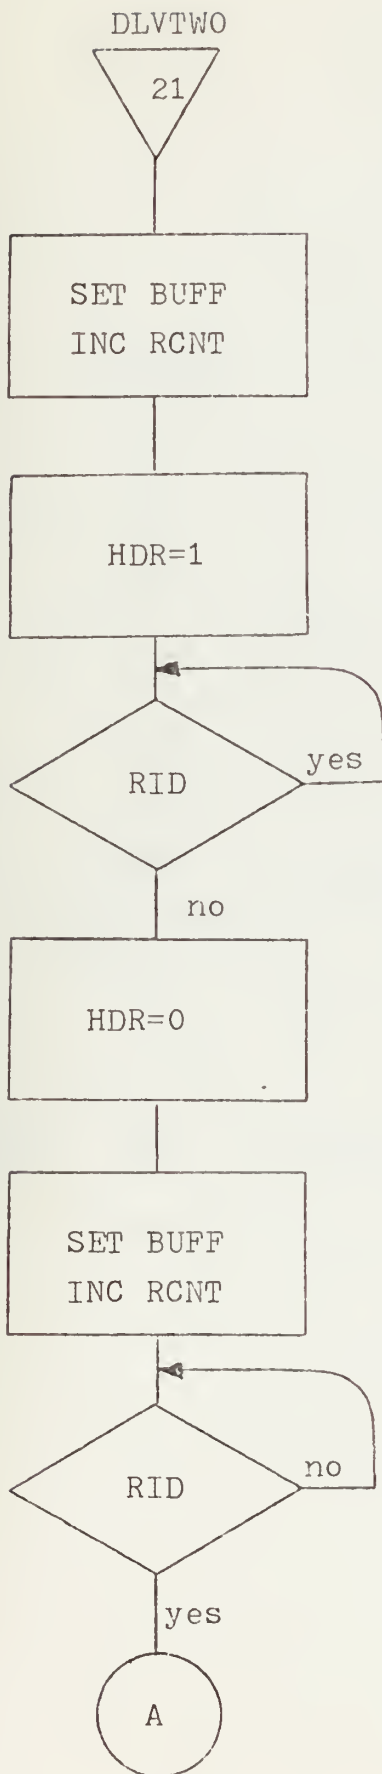 DLVTWO
21
SET BUFF
INC RCNT
HDR=1
RID
yes
no
HDR=0
SET BUFF
INC RCNT
RID
no
yes
A